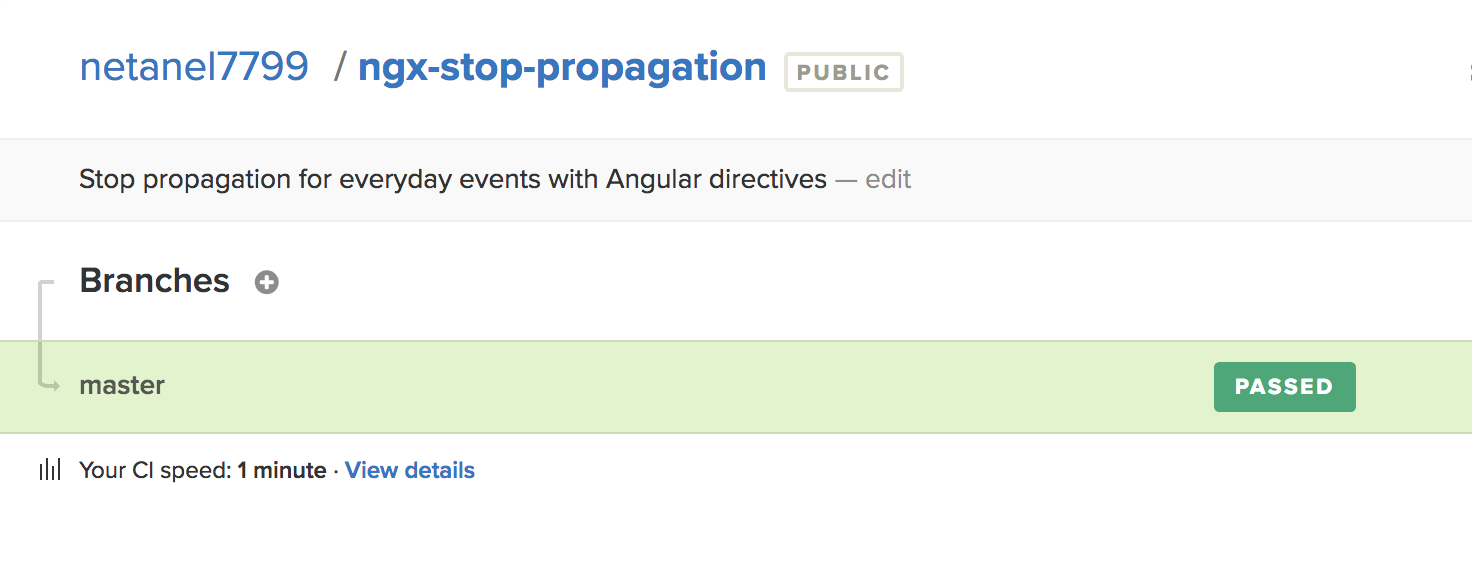 netanel7799 / ngx-stop-propagation PUBLIC
Stop propagation for everyday events with Angular directives — edit
Branches
master PASSED
Your CI speed: 1 minute · View details